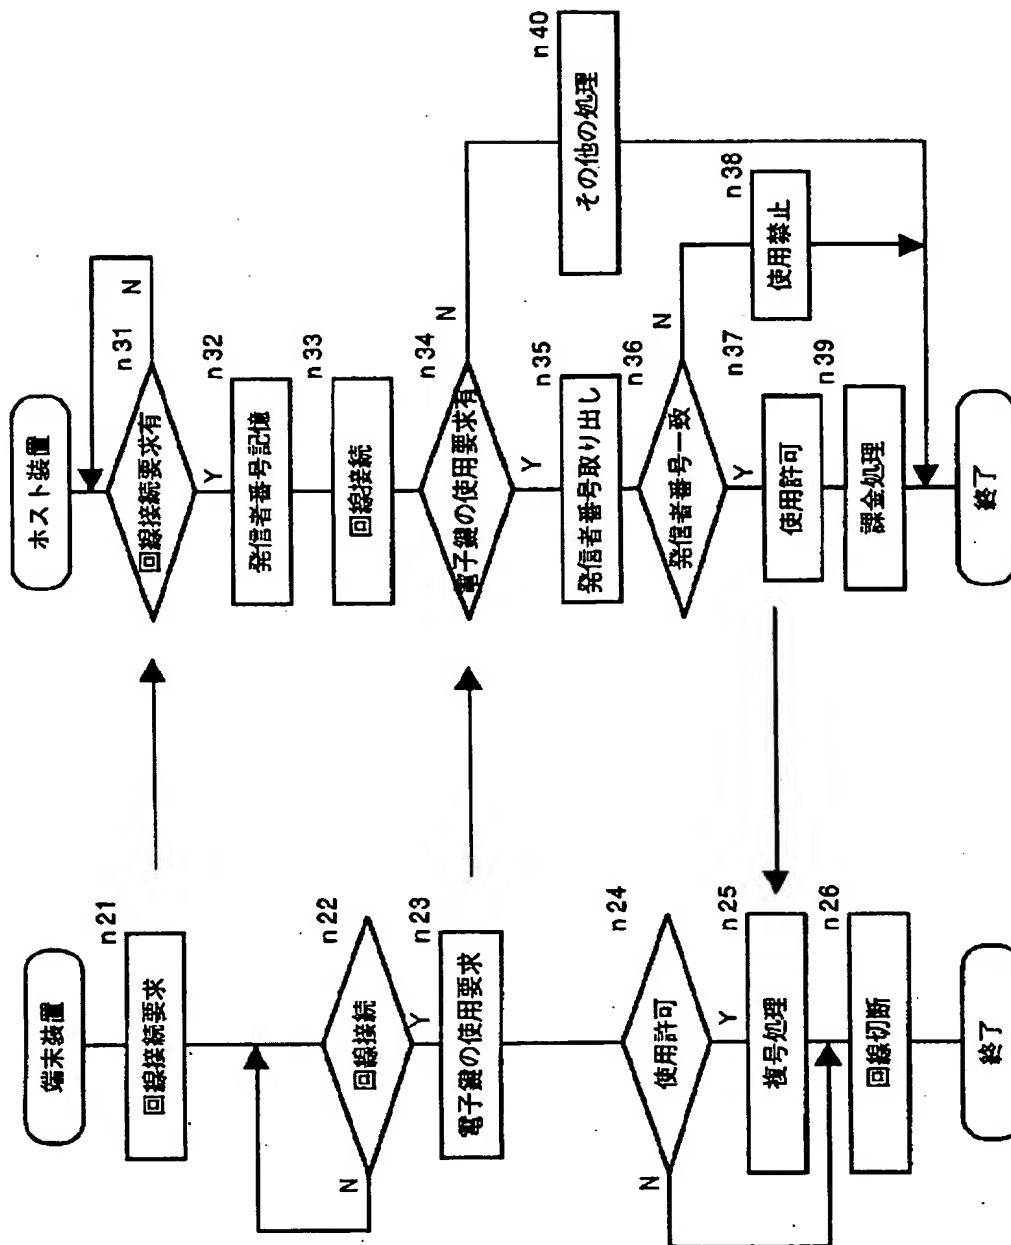 端末装置
n21
回線接続要求
n22
回線接続
N
Y
n23
電子鍵の使用要求
n24
使用許可
N
Y
n25
複号処理
n26
回線切断
終了
ホスト装置
n31
回線接続要求有
N
Y
n32
発信者番号記憶
n33
回線接続
n34
電子鍵の使用要求有
N
Y
n35
発信者番号取り出し
n36
発信者番号一致
N
Y
n37
使用許可
n38
使用禁止
n39
課金処理
n40
その他の処理
終了